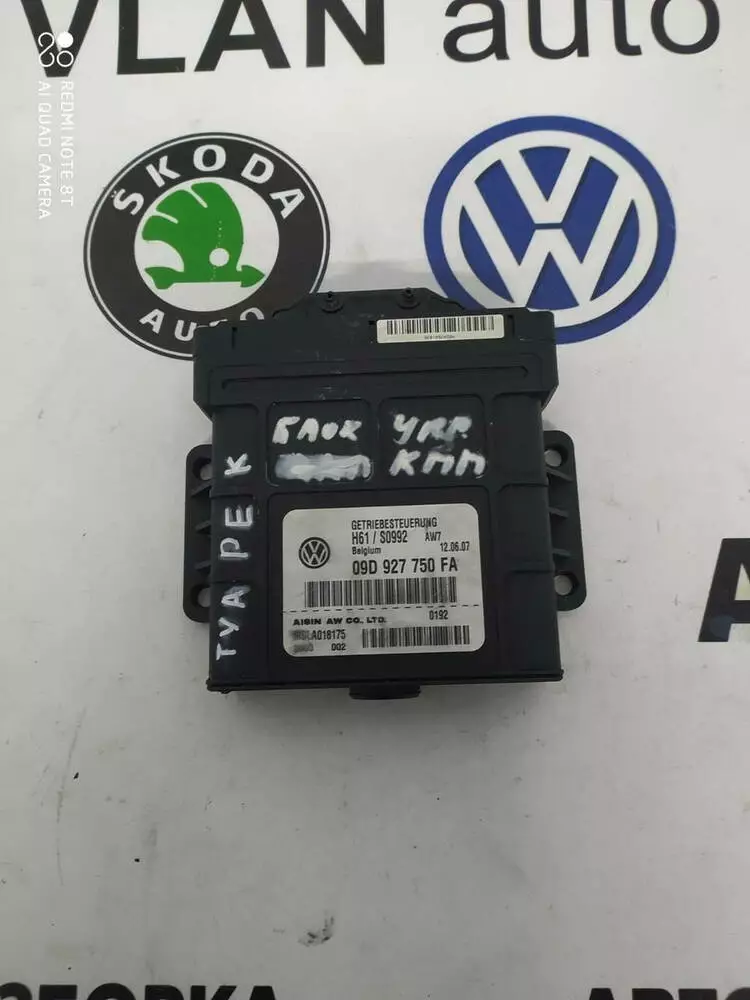 VLAN auto
REDMI NOTE 8T
AI QUAD CAMERA
ŠKODA
AUTO
БЛОК УПР
КПП
ТУАРЕК
GETRIEBESTEUERUNG
H61 / S0992 AW7
Belgium 12.06.07
09D 927 750 FA
AISIN AW CO., LTD. 0192
LA018175
002